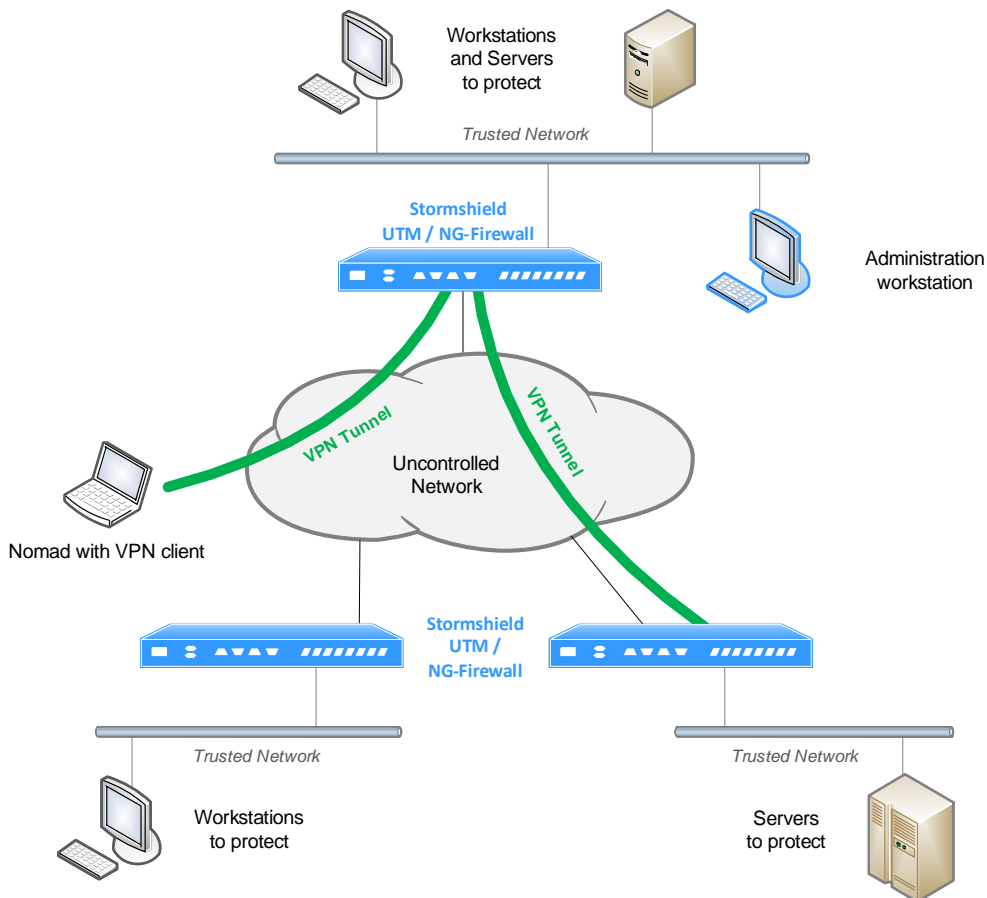 Workstations
and Servers
to protect
Trusted Network
Stormshield
UTM / NG-Firewall
Administration
workstation
VPN Tunnel
VPN Tunnel
Uncontrolled
Network
Nomad with VPN client
Stormshield
UTM /
NG-Firewall
Trusted Network
Trusted Network
Workstations
to protect
Servers
to protect